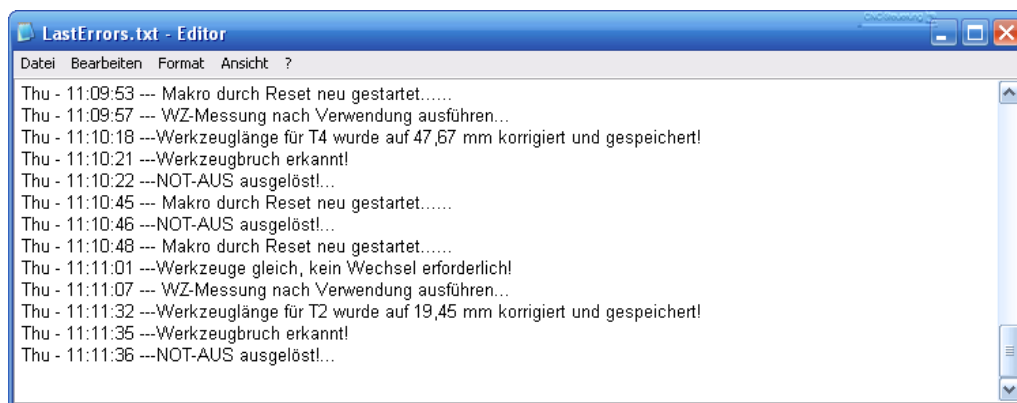 LastErrors.txt - Editor
Datei Bearbeiten Format Ansicht ?
Thu - 11:09:53 --- Makro durch Reset neu gestartet......
Thu - 11:09:57 --- WZ-Messung nach Verwendung ausführen...
Thu - 11:10:18 ---Werkzeuglänge für T4 wurde auf 47,67 mm korrigiert und gespeichert!
Thu - 11:10:21 ---Werkzeugbruch erkannt!
Thu - 11:10:22 ---NOT-AUS ausgelöst!...
Thu - 11:10:45 --- Makro durch Reset neu gestartet......
Thu - 11:10:46 ---NOT-AUS ausgelöst!...
Thu - 11:10:48 --- Makro durch Reset neu gestartet......
Thu - 11:11:01 ---Werkzeuge gleich, kein Wechsel erforderlich!
Thu - 11:11:07 --- WZ-Messung nach Verwendung ausführen...
Thu - 11:11:32 ---Werkzeuglänge für T2 wurde auf 19,45 mm korrigiert und gespeichert!
Thu - 11:11:35 ---Werkzeugbruch erkannt!
Thu - 11:11:36 ---NOT-AUS ausgelöst!...